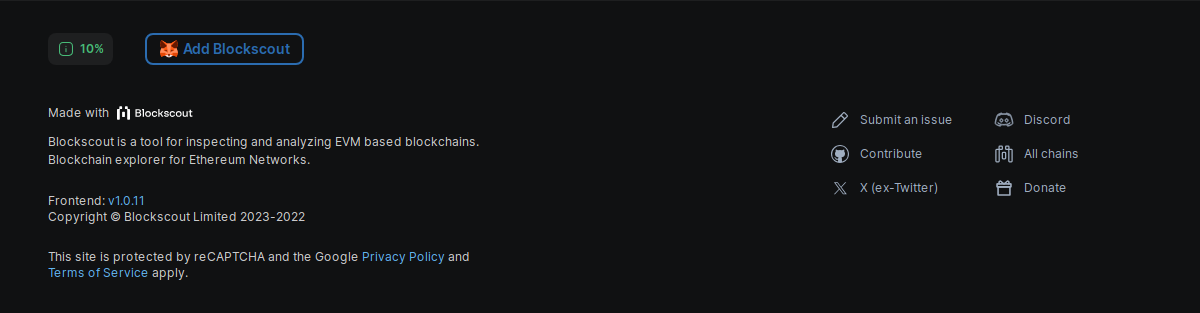 10%
Add Blockscout
Made with Blockscout
Blockscout is a tool for inspecting and analyzing EVM based blockchains.
Blockchain explorer for Ethereum Networks.
Frontend: v1.0.11
Copyright © Blockscout Limited 2023-2022
This site is protected by reCAPTCHA and the Google Privacy Policy and
Terms of Service apply.
Submit an issue
Contribute
X (ex-Twitter)
Discord
All chains
Donate